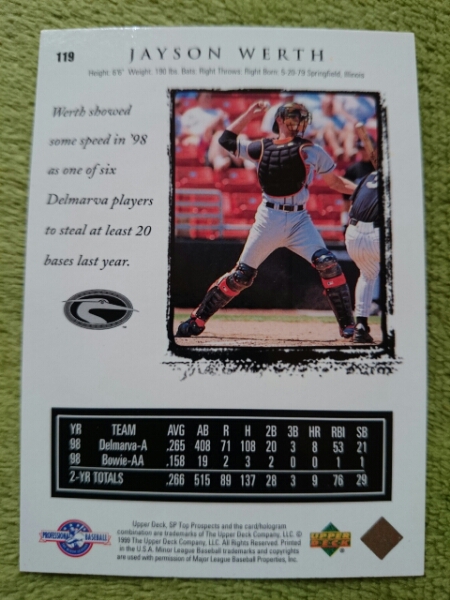 119 JAYSON WERTH
Height: 6'6" Weight: 190 lbs. Bats: Right Throws: Right Born: 5-20-79 Springfield, Illinois
Werth showed
some speed in '98
as one of six
Delmarva players
to steal at least 20
bases last year.
YR TEAM AVG AB R H 2B 3B HR RBI SB
98 Delmarva-A .265 408 71 108 20 3 8 53 21
98 Bowie-AA .158 19 2 3 2 0 0 1 1
2-YR TOTALS .266 515 89 137 28 3 9 76 29
Upper Deck, GP Top Prospects and the card/hologram
combination are trademarks of The Upper Deck Company, LLC. ©
1999 The Upper Deck Company, LLC. All Rights Reserved. Printed
in the U.S.A. Minor League Baseball trademarks and copyrights
are used with permission of Major League Baseball Properties, Inc.
PROFESSIONAL BASEBALL
UPPER DECK